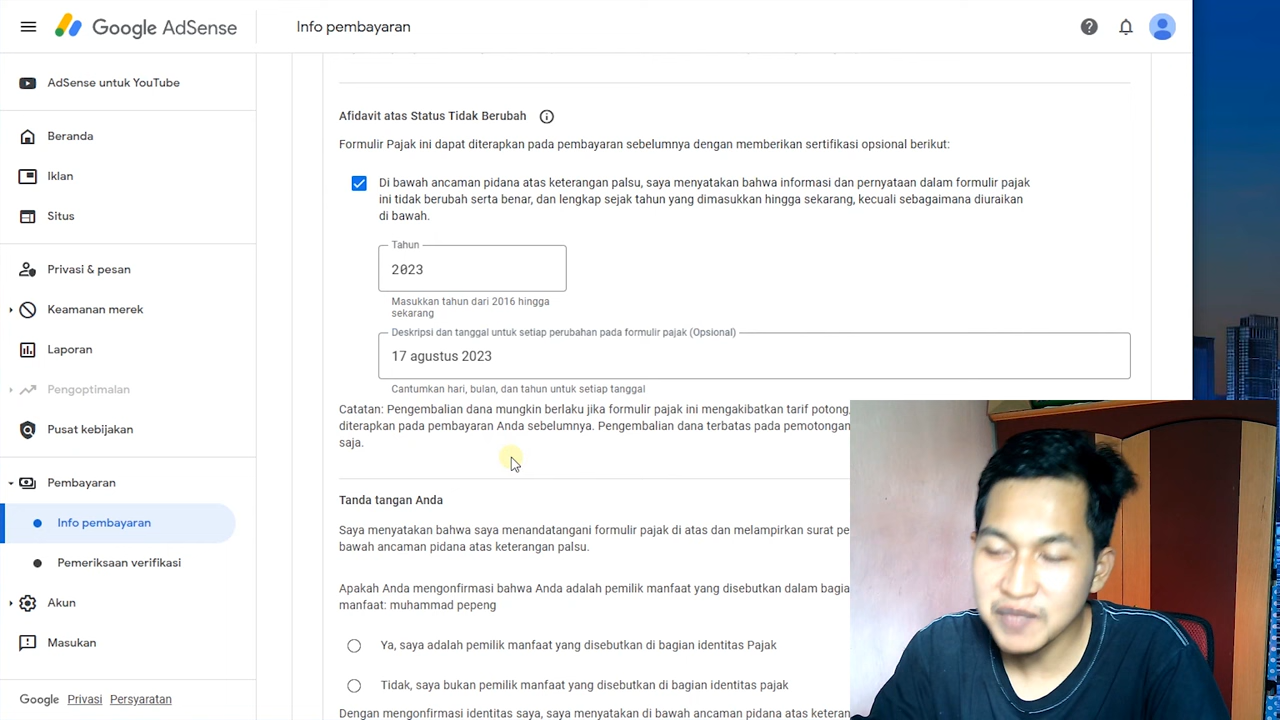 Google AdSense
Info pembayaran
AdSense untuk YouTube
Beranda
Iklan
Situs
Privasi & pesan
Keamanan merek
Laporan
Pengoptimalan
Pusat kebijakan
Pembayaran
Info pembayaran
Pemeriksaan verifikasi
Akun
Masukan
Google Privasi Persyaratan
Afidavit atas Status Tidak Berubah
Formulir Pajak ini dapat diterapkan pada pembayaran sebelumnya dengan memberikan sertifikasi opsional berikut:
Di bawah ancaman pidana atas keterangan palsu, saya menyatakan bahwa informasi dan pernyataan dalam formulir pajak
ini tidak berubah serta benar, dan lengkap sejak tahun yang dimasukkan hingga sekarang, kecuali sebagaimana diuraikan
di bawah.
Tahun
2023
Masukkan tahun dari 2016 hingga
sekarang
Deskripsi dan tanggal untuk setiap perubahan pada formulir pajak (Opsional)
17 agustus 2023
Cantumkan hari, bulan, dan tahun untuk setiap tanggal
Catatan: Pengembalian dana mungkin berlaku jika formulir pajak ini mengakibatkan tarif potong,
diterapkan pada pembayaran Anda sebelumnya. Pengembalian dana terbatas pada pemotongan
saja.
Tanda tangan Anda
Saya menyatakan bahwa saya menandatangani formulir pajak di atas dan melampirkan surat pe
bawah ancaman pidana atas keterangan palsu.
Apakah Anda mengonfirmasi bahwa Anda adalah pemilik manfaat yang disebutkan dalam bagia
manfaat: muhammad pepeng
Ya, saya adalah pemilik manfaat yang disebutkan di bagian identitas Pajak
Tidak, saya bukan pemilik manfaat yang disebutkan di bagian identitas pajak
Dengan mengonfirmasi identitas saya, saya menyatakan di bawah ancaman pidana atas keteran